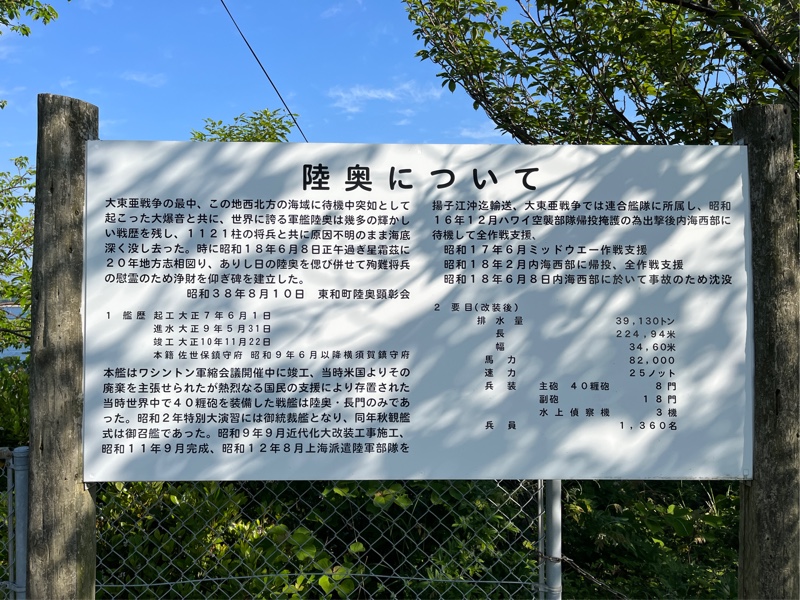 陸奥について
大東亜戦争の最中、この地西北方の海域に待機中突如として
起こった大爆音と共に、世界に誇る軍艦陸奥は幾多の輝かし
い戦歴を残し、１１２１柱の将兵と共に原因不明のまま海底
深く没し去った。時に昭和１８年６月８日正午過ぎ星霜茲に
２０年地方志相図り、ありし日の陸奥を偲び併せて殉難将兵
の慰霊のため浄財を仰ぎ碑を建立した。
昭和３８年８月１０日　東和町陸奥顕彰会
１　艦歴　起工 大正７年６月１日
進水 大正９年５月31日
竣工 大正10年11月22日
本籍 佐世保鎮守府　昭和９年６月以降横須賀鎮守府
本艦はワシントン軍縮会議開催中に竣工、当時米国よりその
廃棄を主張せられたが熱烈なる国民の支援により存置された
当時世界中で４０糎砲を装備した戦艦は陸奥・長門のみであ
った。昭和２年特別大演習には御統裁艦となり、同年秋観艦
式は御召艦であった。昭和９年９月近代化大改装工事施工、
昭和１１年９月完成、昭和１２年８月上海派遣陸軍部隊を
揚子江沖迄輸送、大東亜戦争では連合艦隊に所属し、昭和
１６年１２月ハワイ空襲部隊帰投掩護の為出撃後内海西部に
待機して全作戦支援、
昭和１７年６月ミッドウエー作戦支援
昭和１８年２月内海西部に帰投、全作戦支援
昭和１８年６月８日内海西部に於いて事故のため沈没
２　要目(改装後)
排水量　39,130トン
長　224,94米
幅　34,60米
馬力　82,000
速力　25ノット
兵装　主砲　４０糎砲　８門
副砲　１８門
水上偵察機　３機
兵員　1,360名